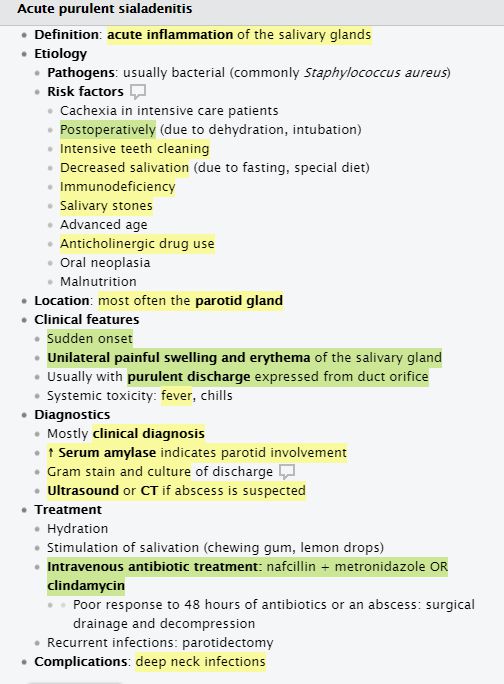 Acute purulent sialadenitis
Definition: acute inflammation of the salivary glands
Etiology
Pathogens: usually bacterial (commonly Staphylococcus aureus)
Risk factors
Cachexia in intensive care patients
Postoperatively (due to dehydration, intubation)
Intensive teeth cleaning
Decreased salivation (due to fasting, special diet)
Immunodeficiency
Salivary stones
Advanced age
Anticholinergic drug use
Oral neoplasia
Malnutrition
Location: most often the parotid gland
Clinical features
Sudden onset
Unilateral painful swelling and erythema of the salivary gland
Usually with purulent discharge expressed from duct orifice
Systemic toxicity: fever, chills
Diagnostics
Mostly clinical diagnosis
↑ Serum amylase indicates parotid involvement
Gram stain and culture of discharge
Ultrasound or CT if abscess is suspected
Treatment
Hydration
Stimulation of salivation (chewing gum, lemon drops)
Intravenous antibiotic treatment: nafcillin + metronidazole OR
clindamycin
Poor response to 48 hours of antibiotics or an abscess: surgical
drainage and decompression
Recurrent infections: parotidectomy
Complications: deep neck infections